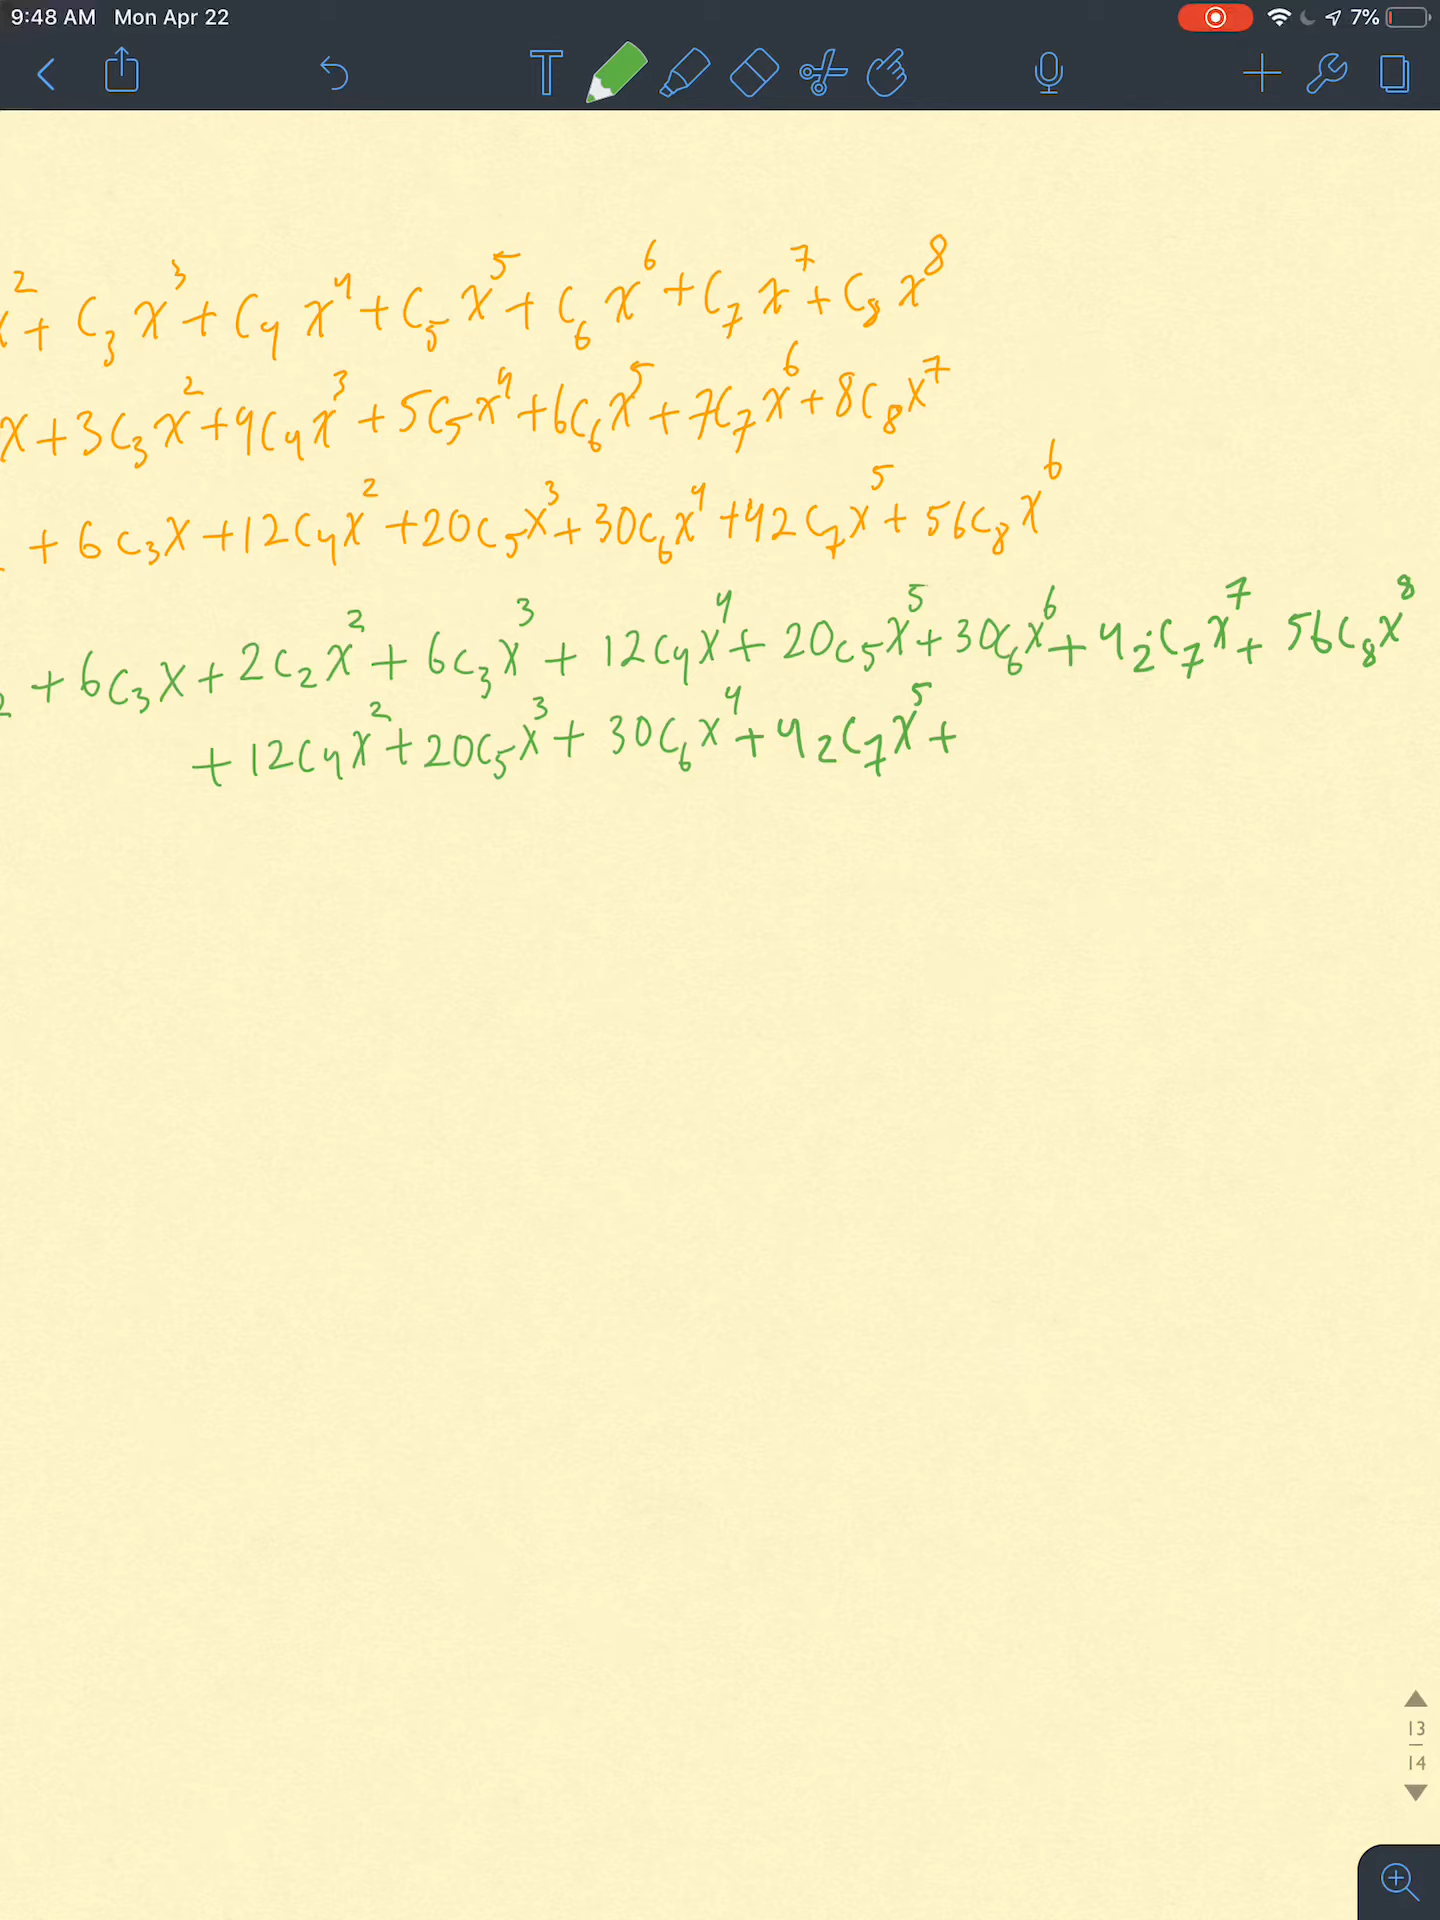 9:48 AM Mon Apr 22 7%
T
x² + C₃x³ + C₄x⁴ + C₅x⁵ + C₆x⁶ + C₇x⁷ + C₈x⁸
x + 3C₃x² + 4C₄x³ + 5C₅x⁴ + 6C₆x⁵ + 7C₇x⁶ + 8C₈x⁷
+ 6C₃x + 12C₄x² + 20C₅x³ + 30C₆x⁴ + 42C₇x⁵ + 56C₈x⁶
₂ + 6C₃x + 2C₂x² + 6C₃x³ + 12C₄x⁴ + 20C₅x⁵ + 30C₆x⁶ + 42C₇x⁷ + 56C₈x⁸
+ 12C₄x² + 20C₅x³ + 30C₆x⁴ + 42C₇x⁵ +
13
14